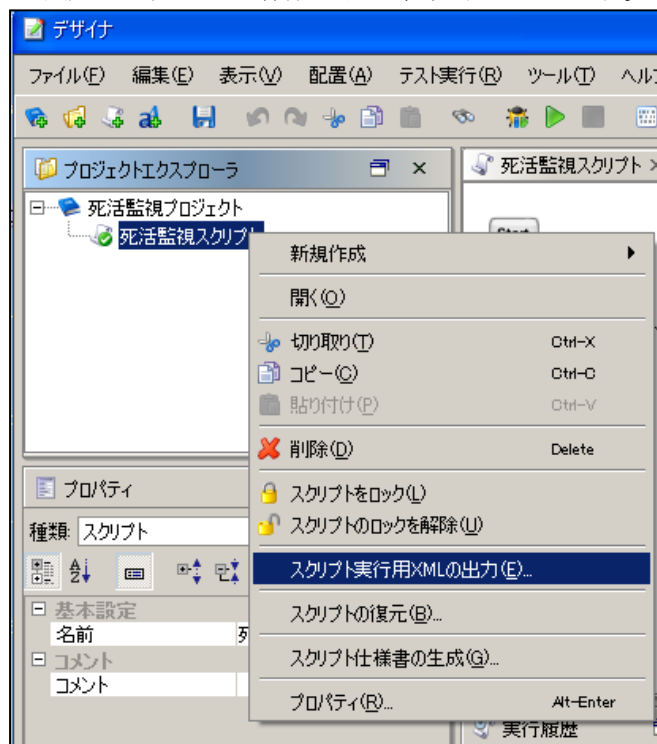 デザイナ
ファイル(F) 編集(E) 表示(V) 配置(A) テスト実行(R) ツール(T) ヘル
プロジェクトエクスプローラ
死活監視スクリプト
死活監視プロジェクト
死活監視スクリプト
新規作成
開く(O)
切り取り(T) Ctrl-X
コピー(C) Ctrl-C
貼り付け(P) Ctrl-V
削除(D) Delete
スクリプトをロック(L)
スクリプトのロックを解除(U)
スクリプト実行用XMLの出力(E)...
スクリプトの復元(B)...
スクリプト仕様書の生成(G)...
プロパティ(R)... Alt-Enter
プロパティ
種類: スクリプト
基本設定
名前
コメント
コメント
実行履歴